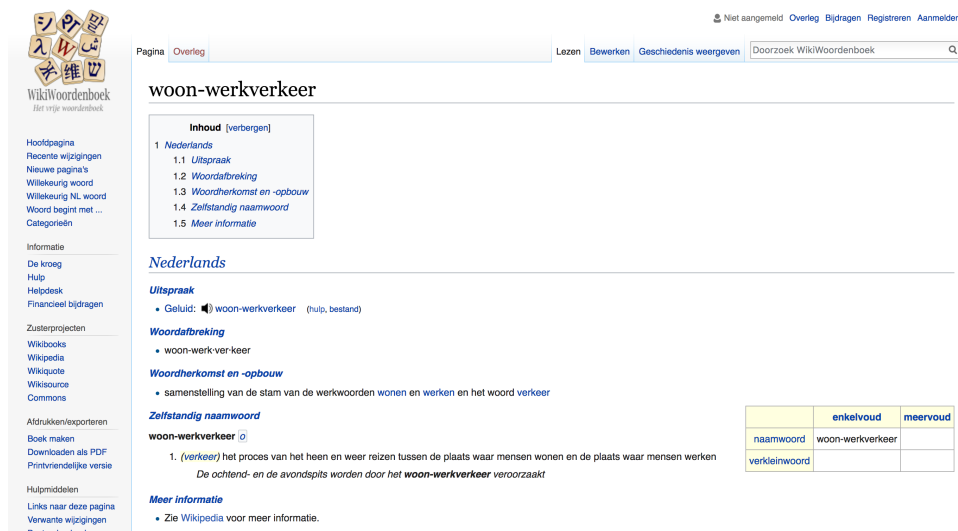 Niet aangemeld Overleg Bijdragen Registreren Aanmelden
Pagina Overleg Lezen Bewerken Geschiedenis weergeven Doorzoek WikiWoordenboek
WikiWoordenboek
Het vrije woordenboek
Hoofdpagina
Recente wijzigingen
Nieuwe pagina's
Willekeurig woord
Willekeurig NL woord
Woord begint met ...
Categorieën
Informatie
De kroeg
Hulp
Helpdesk
Financieel bijdragen
Zusterprojecten
Wikibooks
Wikipedia
Wikiquote
Wikisource
Commons
Afdrukken/exporteren
Boek maken
Downloaden als PDF
Printvriendelijke versie
Hulpmiddelen
Links naar deze pagina
Verwante wijzigingen
woon-werkverkeer
Inhoud [verbergen]
1 Nederlands
1.1 Uitspraak
1.2 Woordafbreking
1.3 Woordherkomst en -opbouw
1.4 Zelfstandig naamwoord
1.5 Meer informatie
Nederlands
Uitspraak
• Geluid: woon-werkverkeer (hulp, bestand)
Woordafbreking
• woon-werk·ver·keer
Woordherkomst en -opbouw
• samenstelling van de stam van de werkwoorden wonen en werken en het woord verkeer
Zelfstandig naamwoord
woon-werkverkeer o
1. (verkeer) het proces van het heen en weer reizen tussen de plaats waar mensen wonen en de plaats waar mensen werken
De ochtend- en de avondspits worden door het woon-werkverkeer veroorzaakt
enkelvoud meervoud
naamwoord woon-werkverkeer
verkleinwoord
Meer informatie
• Zie Wikipedia voor meer informatie.